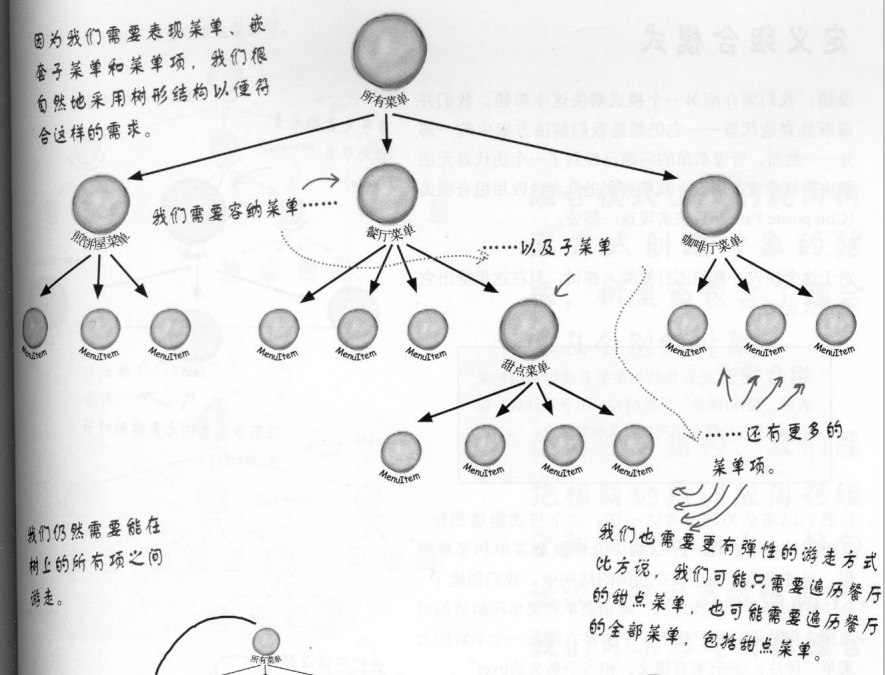 因为我们需要表现菜单、嵌
套子菜单和菜单项，我们很
自然地采用树形结构以便符
合这样的需求。
所有菜单
煎饼屋菜单
我们需要容纳菜单……
餐厅菜单
……以及子菜单
咖啡厅菜单
MenuItem
MenuItem
MenuItem
MenuItem
MenuItem
MenuItem
甜点菜单
MenuItem
MenuItem
MenuItem
MenuItem
MenuItem
MenuItem
MenuItem
……还有更多的
菜单项。
我们仍然需要能在
树上的所有项之间
游走。
我们也需要更有弹性的游走方式
比方说，我们可能只需要遍历餐厅
的甜点菜单，也可能需要遍历餐厅
的全部菜单，包括甜点菜单。
所有菜单